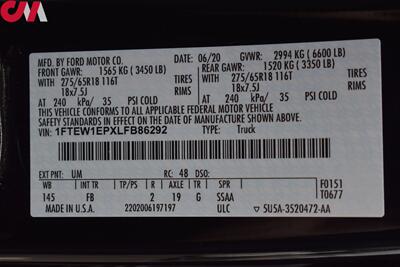 CM
MFD. BY FORD MOTOR CO. 06/20 GVWR: 2994 KG (6600 LB)
FRONT GAWR: 1565 KG (3450 LB) REAR GAWR: 1520 KG (3350 LB)
275/65R18 116T TIRES 275/65R18 116T TIRES
18x7.5J RIMS 18x7.5J RIMS
AT 240 kPa/ 35 PSI COLD AT 240 kPa/ 35 PSI COLD
THIS VEHICLE CONFORMS TO ALL APPLICABLE FEDERAL MOTOR VEHICLE
SAFETY STANDARDS IN EFFECT ON THE DATE OF MANUFACTURE SHOWN ABOVE.
VIN: 1FTEW1EPXLFB86292 TYPE: Truck
EXT PNT: UM RC: 48 DSO: F0151
WB INT TR TP/PS R AXLE TR SPR T0677
145 FB 2 19 G SSAA
MADE IN U.S.A. 2202006197197 ULC 5U5A-3520472-AA